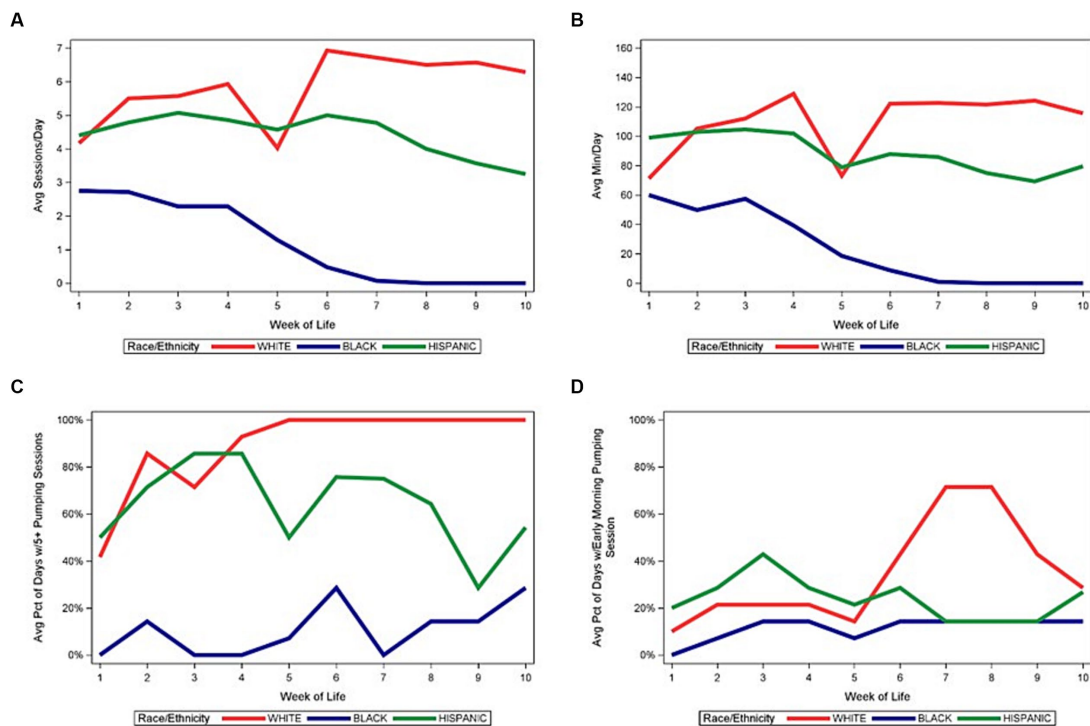 A
Avg Sessions/Day
7
6
5
4
3
2
1
0
1 2 3 4 5 6 7 8 9 10
Week of Life
Race/Ethnicity WHITE BLACK HISPANIC
B
Avg Min/Day
160
140
120
100
80
60
40
20
0
1 2 3 4 5 6 7 8 9 10
Week of Life
Race/Ethnicity WHITE BLACK HISPANIC
C
Avg Pct of Days w/5+ Pumping Sessions
100%
80%
60%
40%
20%
0%
1 2 3 4 5 6 7 8 9 10
Week of Life
Race/Ethnicity WHITE BLACK HISPANIC
D
Avg Pct of Days w/Early Morning Pumping
Session
100%
80%
60%
40%
20%
0%
1 2 3 4 5 6 7 8 9 10
Week of Life
Race/Ethnicity WHITE BLACK HISPANIC